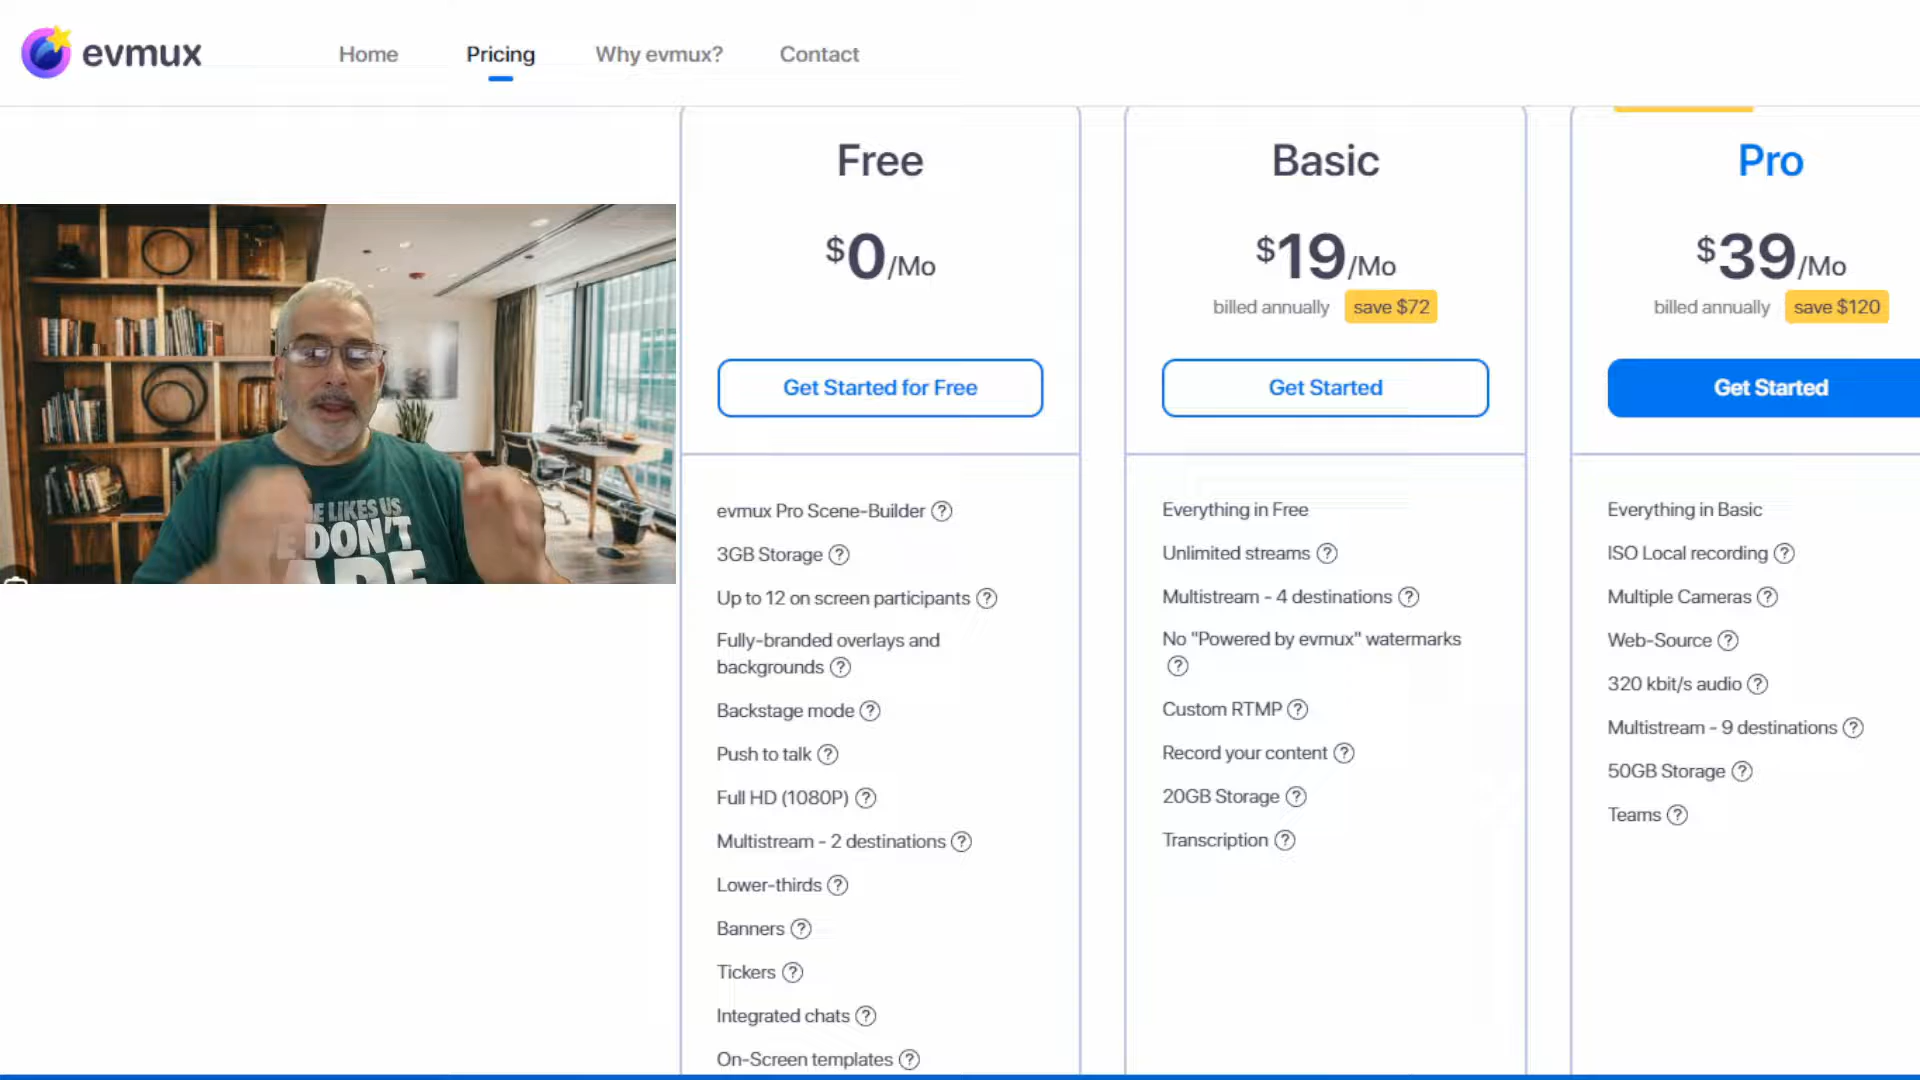 evmux
Home
Pricing
Why evmux?
Contact
Free
$0/Mo
Get Started for Free
evmux Pro Scene-Builder ?
3GB Storage ?
Up to 12 on screen participants ?
Fully-branded overlays and
backgrounds ?
Backstage mode ?
Push to talk ?
Full HD (1080P) ?
Multistream - 2 destinations ?
Lower-thirds ?
Banners ?
Tickers ?
Integrated chats ?
On-Screen templates ?
Basic
$19/Mo
billed annually save $72
Get Started
Everything in Free
Unlimited streams ?
Multistream - 4 destinations ?
No "Powered by evmux" watermarks
?
Custom RTMP ?
Record your content ?
20GB Storage ?
Transcription ?
Pro
$39/Mo
billed annually save $120
Get Started
Everything in Basic
ISO Local recording ?
Multiple Cameras ?
Web-Source ?
320 kbit/s audio ?
Multistream - 9 destinations ?
50GB Storage ?
Teams ?
LIKES US
DON'T